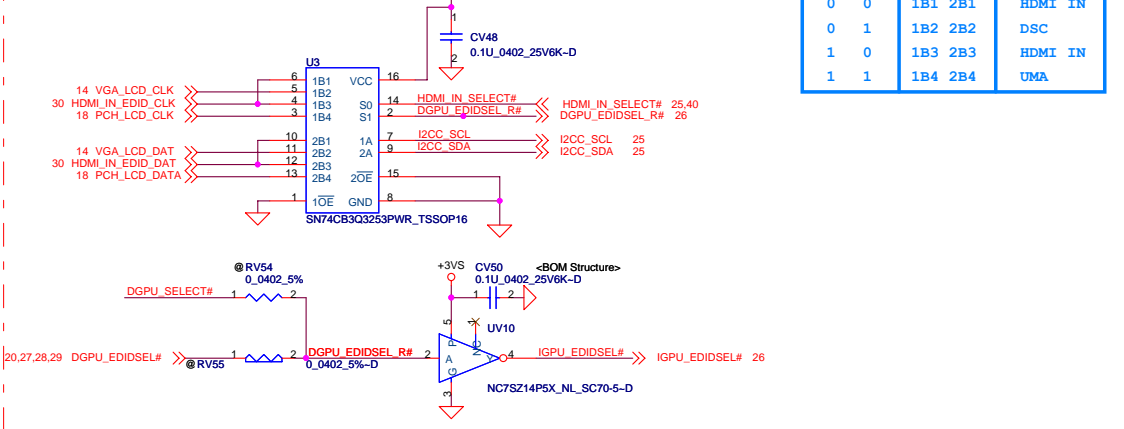 0 0 1B1 2B1 HDMI IN
0 1 1B2 2B2 DSC
1 0 1B3 2B3 HDMI IN
1 1 1B4 2B4 UMA
1
CV48
0.1U_0402_25V6K~D
2
U3
14 VGA_LCD_CLK
30 HDMI_IN_EDID_CLK
18 PCH_LCD_CLK
6 1B1
5 1B2
4 1B3
3 1B4
VCC 16
S0 14 HDMI_IN_SELECT# HDMI_IN_SELECT# 25,40
S1 2 DGPU_EDIDSEL_R# DGPU_EDIDSEL_R# 26
14 VGA_LCD_DAT
30 HDMI_IN_EDID_DAT
18 PCH_LCD_DATA
10 2B1
11 2B2
12 2B3
13 2B4
1A 7 I2CC_SCL I2CC_SCL 25
2A 9 I2CC_SDA I2CC_SDA 25
2OE 15
1 1OE GND 8
SN74CB3Q3253PWR_TSSOP16
@ RV54
0_0402_5%
DGPU_SELECT# 1 2
+3VS
CV50 <BOM Structure>
0.1U_0402_25V6K~D
1 2
20,27,28,29 DGPU_EDIDSEL# 1 2
@ RV55
DGPU_EDIDSEL_R#
0_0402_5%~D
UV10
5 P
1 NC
2 A
Y 4
G 3
IGPU_EDIDSEL# IGPU_EDIDSEL# 26
NC7SZ14P5X_NL_SC70-5~D